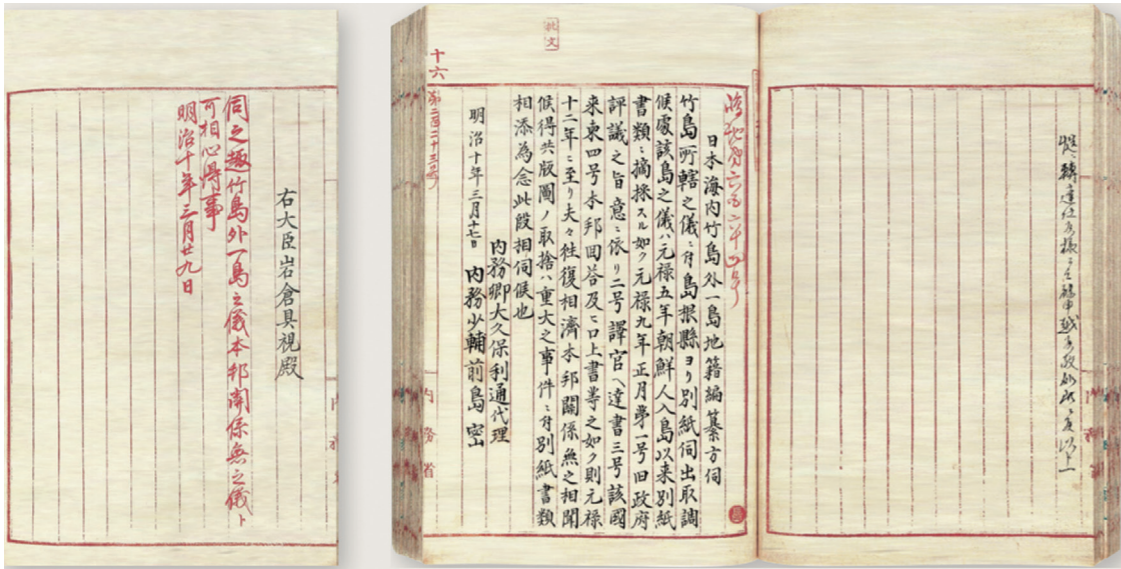 日本海内竹島外一島地籍編纂方伺
竹島所轄之儀ニ付島根縣ヨリ別紙伺出取調
候處該島之儀ハ元禄五年朝鮮人入島以来別紙
書類ニ摘採スル如ク元禄九年正月第一号旧政府
評議之旨意ニ依リ二号譯官ヘ達書三号該國
来柬四号本邦回答及ヒ口上書等之如ク則元禄
十二年ニ至リ夫々往復相濟本邦關係無之相聞
候得共版圖ノ取捨ハ重大之事件ニ付別紙書類
相添為念此段相伺候也
明治十年三月十七日
内務卿大久保利通代理
内務少輔前島密
十六
内務省
右大臣岩倉具視殿
伺之趣竹島外一島之儀本邦關係無之儀ト
可相心得事
明治十年三月廿九日